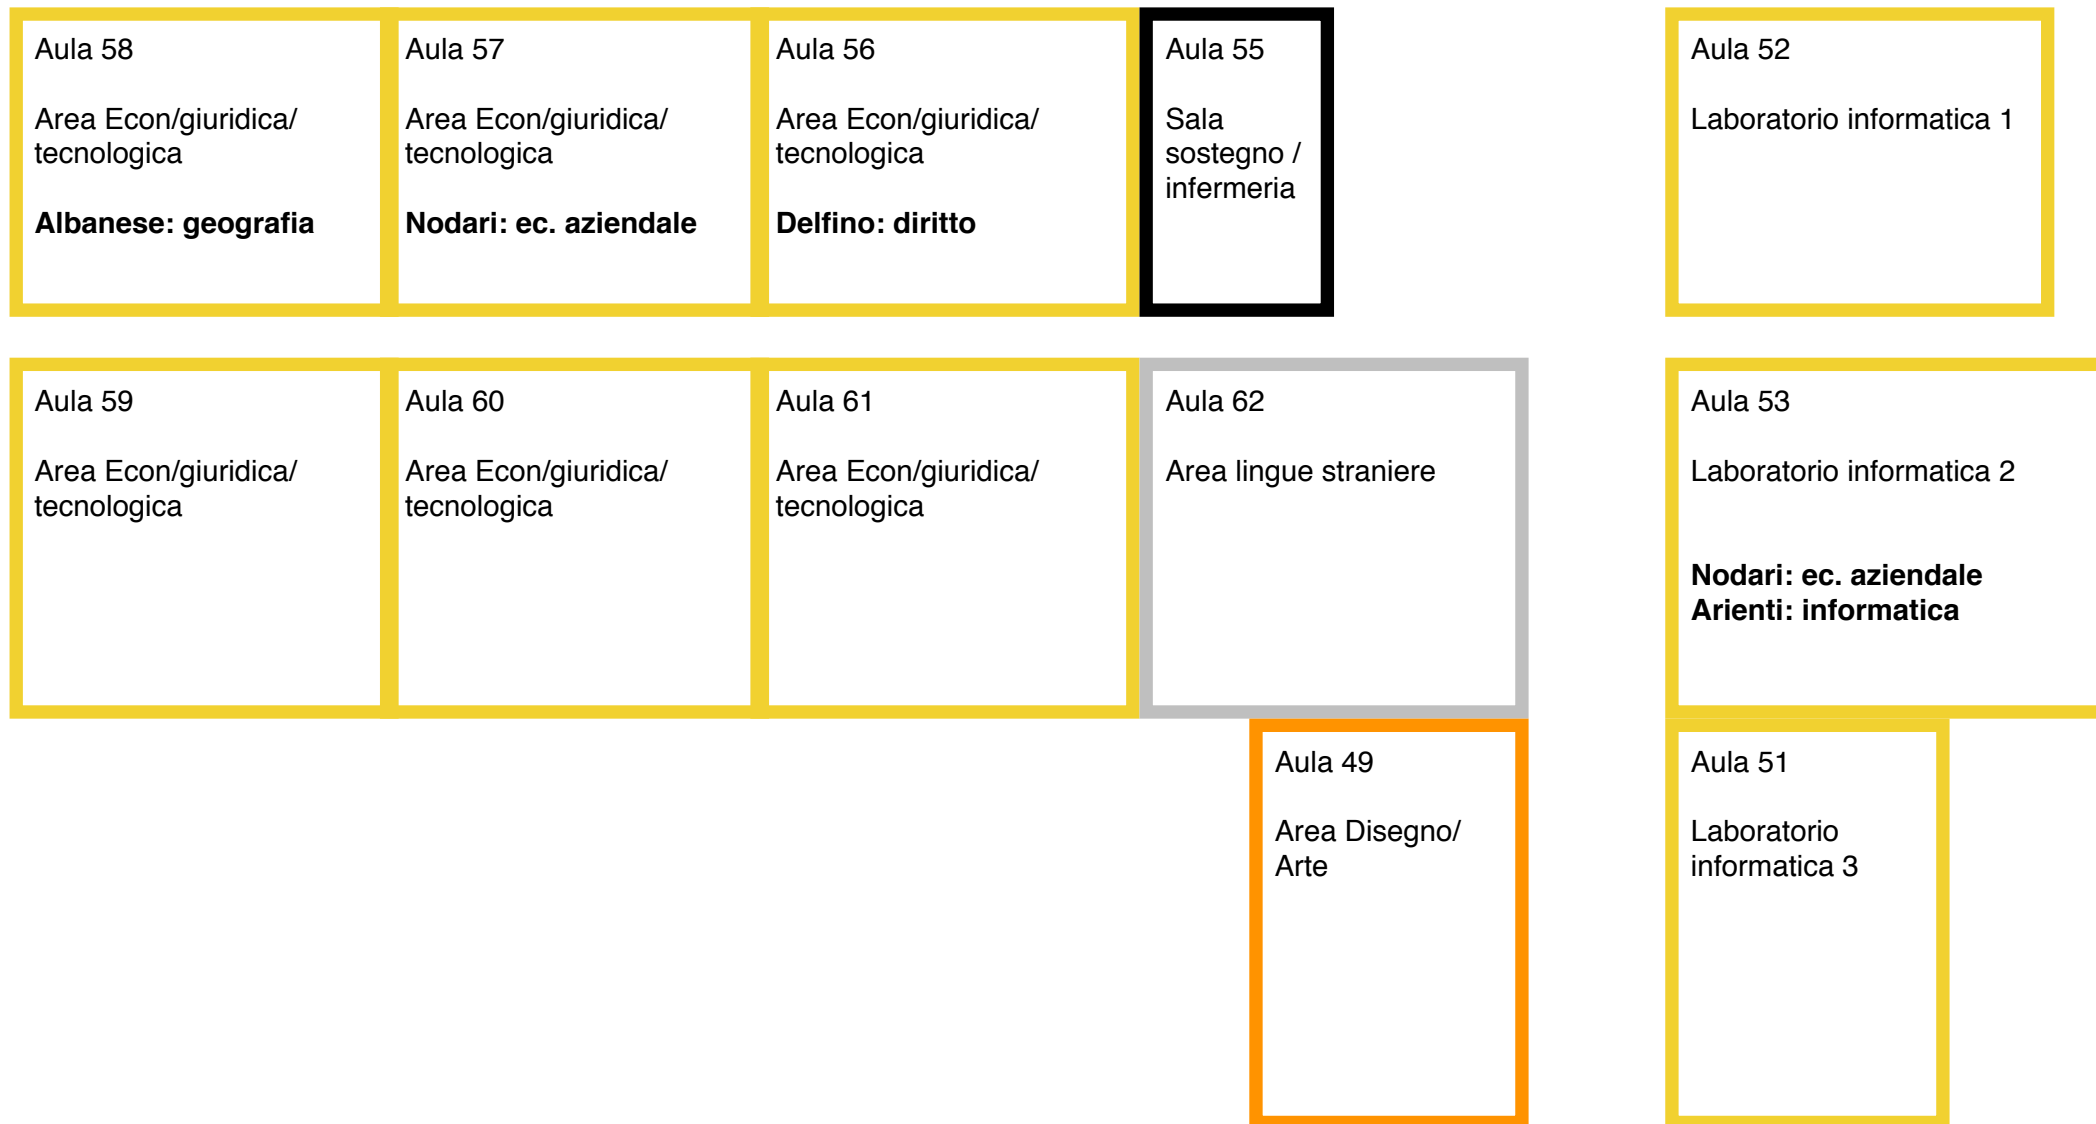 Aula 58
Area Econ/giuridica/
tecnologica
Albanese: geografia
Aula 57
Area Econ/giuridica/
tecnologica
Nodari: ec. aziendale
Aula 56
Area Econ/giuridica/
tecnologica
Delfino: diritto
Aula 55
Sala
sostegno /
infermeria
Aula 52
Laboratorio informatica 1
Aula 59
Area Econ/giuridica/
tecnologica
Aula 60
Area Econ/giuridica/
tecnologica
Aula 61
Area Econ/giuridica/
tecnologica
Aula 62
Area lingue straniere
Aula 53
Laboratorio informatica 2
Nodari: ec. aziendale
Arienti: informatica
Aula 49
Area Disegno/
Arte
Aula 51
Laboratorio
informatica 3